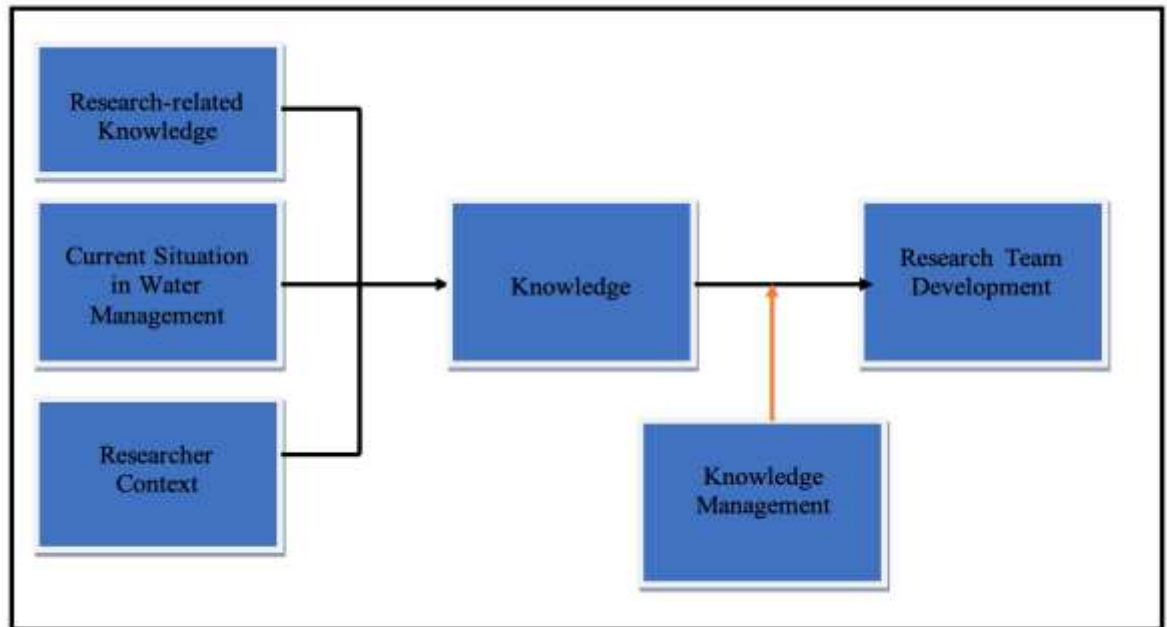 Research-related
Knowledge
Current Situation
in Water
Management
Researcher
Context
Knowledge
Research Team
Development
Knowledge
Management